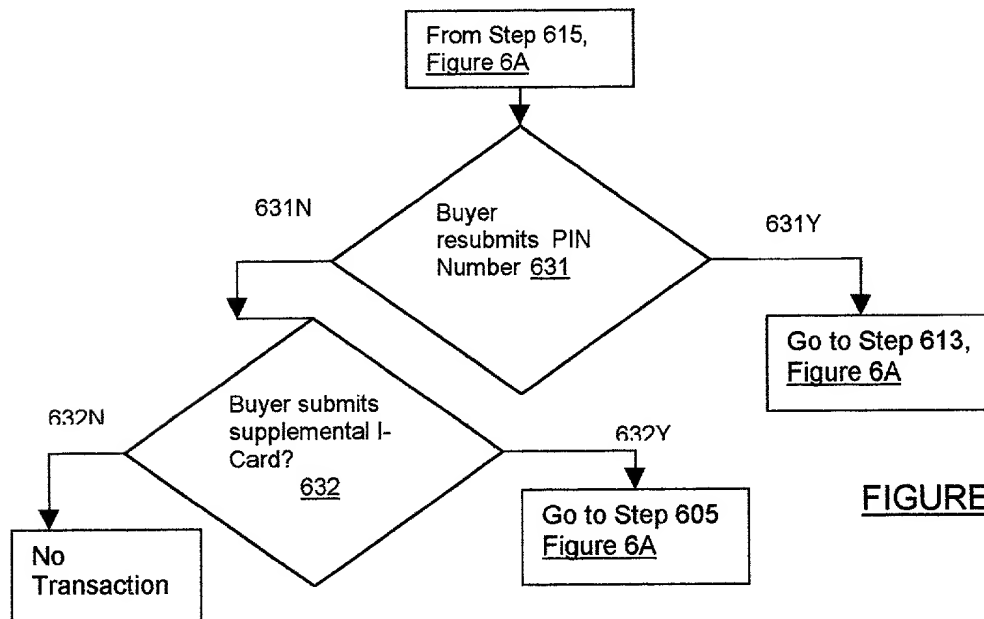 From Step 615,
Figure 6A
631N
Buyer
resubmits PIN
Number 631
631Y
Go to Step 613,
Figure 6A
632N
Buyer submits
supplemental I-
Card?
632
632Y
Go to Step 605
Figure 6A
FIGURE
No
Transaction